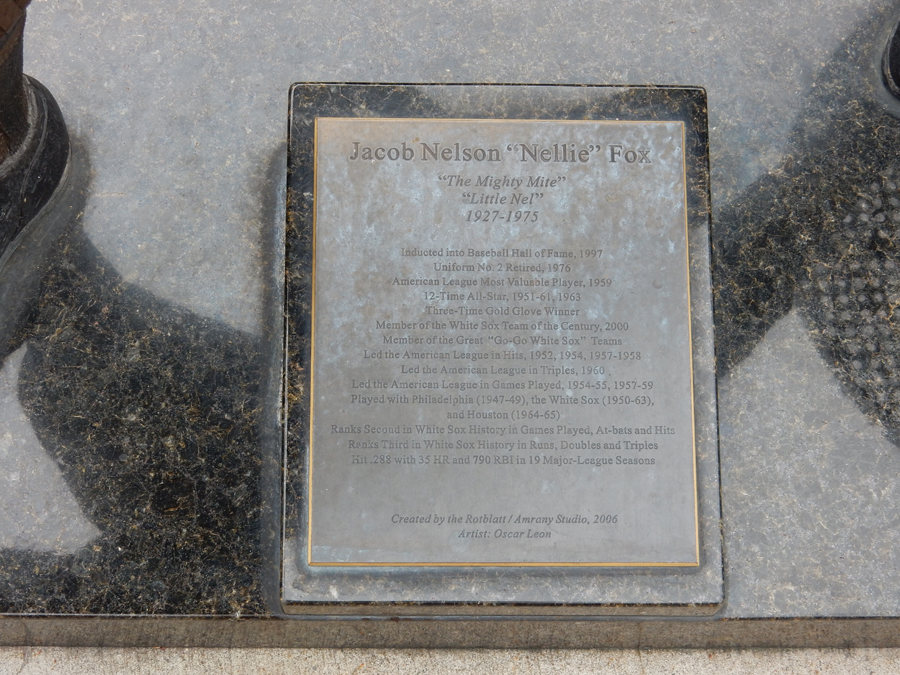 Jacob Nelson “Nellie” Fox
“The Mighty Mite”
“Little Nel”
1927-1975
Inducted into Baseball Hall of Fame, 1997
Uniform No. 2 Retired, 1976
American League Most Valuable Player, 1959
12-Time All-Star, 1951-61, 1963
Three-Time Gold Glove Winner
Member of the White Sox Team of the Century, 2000
Member of the Great “Go-Go White Sox” Teams
Led the American League in Hits, 1952, 1954, 1957-1958
Led the American League in Triples, 1960
Led the American League in Games Played, 1954-55, 1957-59
Played with Philadelphia (1947-49), the White Sox (1950-63),
and Houston (1964-65)
Ranks Second in White Sox History in Games Played, At-bats and Hits
Ranks Third in White Sox History in Runs, Doubles and Triples
Hit .288 with 35 HR and 790 RBI in 19 Major-League Seasons
Created by the Rotblatt / Amrany Studio, 2006
Artist: Oscar Leon